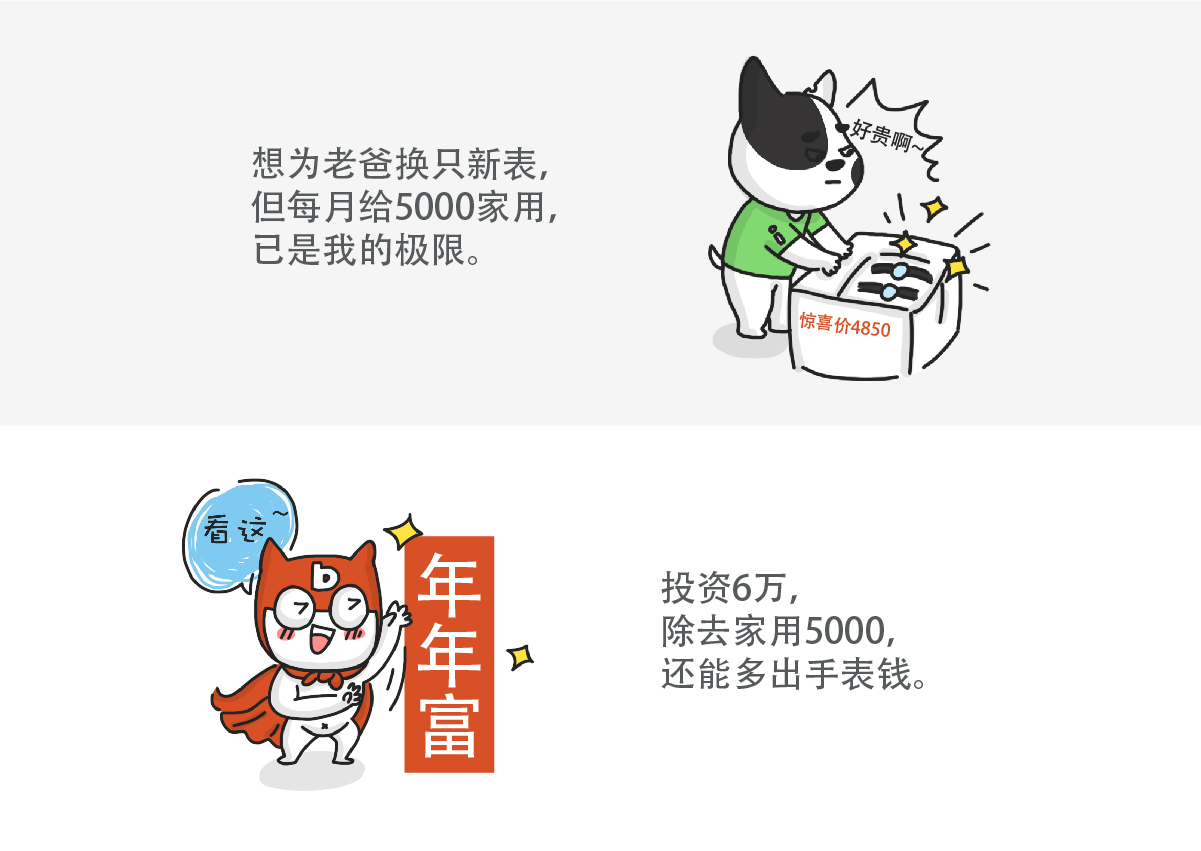 想为老爸换只新表,
但每月给5000家用,
已是我的极限。
好贵啊~
惊喜价4850
看这~
b
年年富
投资6万,
除去家用5000,
还能多出手表钱。